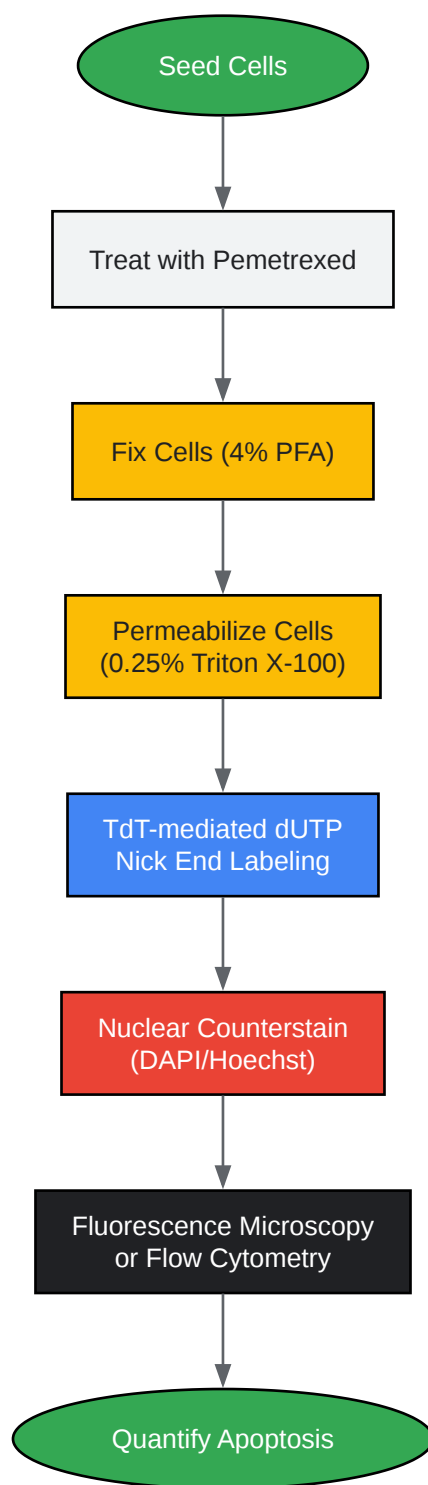 Seed Cells
Treat with Pemetrexed
Fix Cells (4% PFA)
Permeabilize Cells
(0.25% Triton X-100)
TdT-mediated dUTP
Nick End Labeling
Nuclear Counterstain
(DAPI/Hoechst)
Fluorescence Microscopy
or Flow Cytometry
Quantify Apoptosis